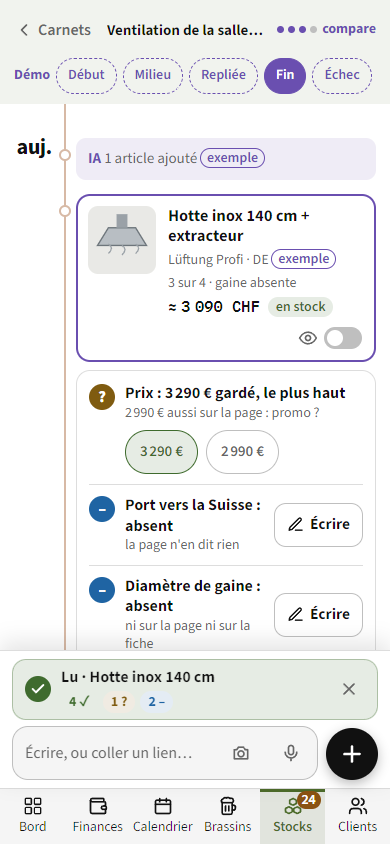 Carnets
Ventilation de la salle…
compare
Démo
Début
Milieu
Repliée
Fin
Échec
auj.
IA 1 article ajouté exemple
Hotte inox 140 cm +
extracteur
Lüftung Profi · DE exemple
3 sur 4 · gaine absente
≈ 3 090 CHF en stock
?
Prix : 3 290 € gardé, le plus haut
2 990 € aussi sur la page : promo ?
3 290 €
2 990 €
–
Port vers la Suisse :
absent
la page n'en dit rien
Écrire
–
Diamètre de gaine :
absent
ni sur la page ni sur la
fiche
Écrire
Lu · Hotte inox 140 cm
4 ✓
1 ?
2 –
Écrire, ou coller un lien…
24
Bord
Finances
Calendrier
Brassins
Stocks
Clients